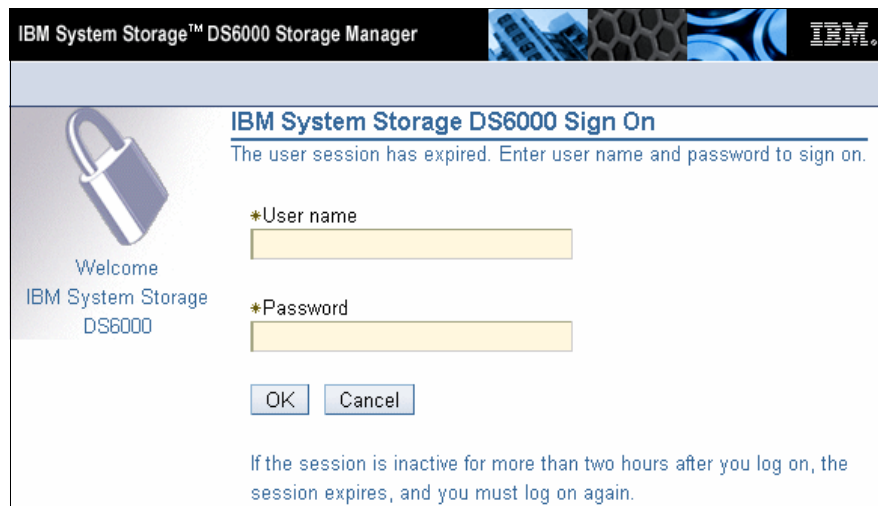 IBM System Storage™ DS6000 Storage Manager
IBM.
IBM System Storage DS6000 Sign On
The user session has expired. Enter user name and password to sign on.
Welcome
IBM System Storage
DS6000
*User name
*Password
OK Cancel
If the session is inactive for more than two hours after you log on, the
session expires, and you must log on again.